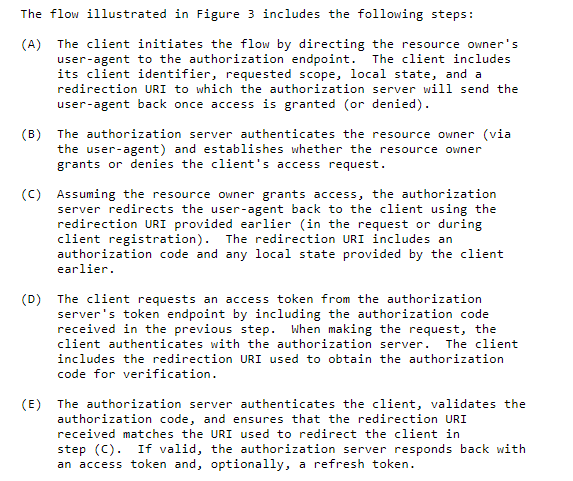 The flow illustrated in Figure 3 includes the following steps:
(A) The client initiates the flow by directing the resource owner's
user-agent to the authorization endpoint. The client includes
its client identifier, requested scope, local state, and a
redirection URI to which the authorization server will send the
user-agent back once access is granted (or denied).
(B) The authorization server authenticates the resource owner (via
the user-agent) and establishes whether the resource owner
grants or denies the client's access request.
(C) Assuming the resource owner grants access, the authorization
server redirects the user-agent back to the client using the
redirection URI provided earlier (in the request or during
client registration). The redirection URI includes an
authorization code and any local state provided by the client
earlier.
(D) The client requests an access token from the authorization
server's token endpoint by including the authorization code
received in the previous step. When making the request, the
client authenticates with the authorization server. The client
includes the redirection URI used to obtain the authorization
code for verification.
(E) The authorization server authenticates the client, validates the
authorization code, and ensures that the redirection URI
received matches the URI used to redirect the client in
step (C). If valid, the authorization server responds back with
an access token and, optionally, a refresh token.